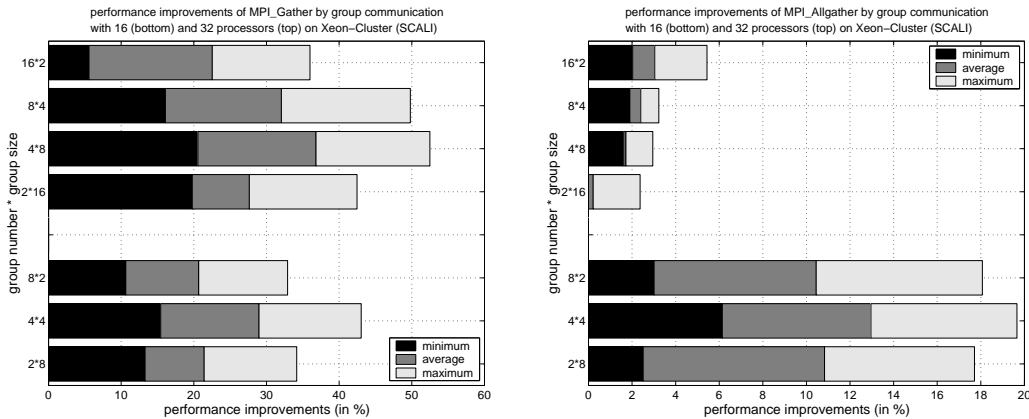 performance improvements of MPI_Gather by group communication
with 16 (bottom) and 32 processors (top) on Xeon−Cluster (SCALI)
group number * group size
16*2
8*4
4*8
2*16
8*2
4*4
2*8
minimum
average
maximum
0 10 20 30 40 50 60
performance improvements (in %)
performance improvements of MPI_Allgather by group communication
with 16 (bottom) and 32 processors (top) on Xeon−Cluster (SCALI)
group number * group size
minimum
average
maximum
16*2
8*4
4*8
2*16
8*2
4*4
2*8
0 2 4 6 8 10 12 14 16 18 20
performance improvements (in %)